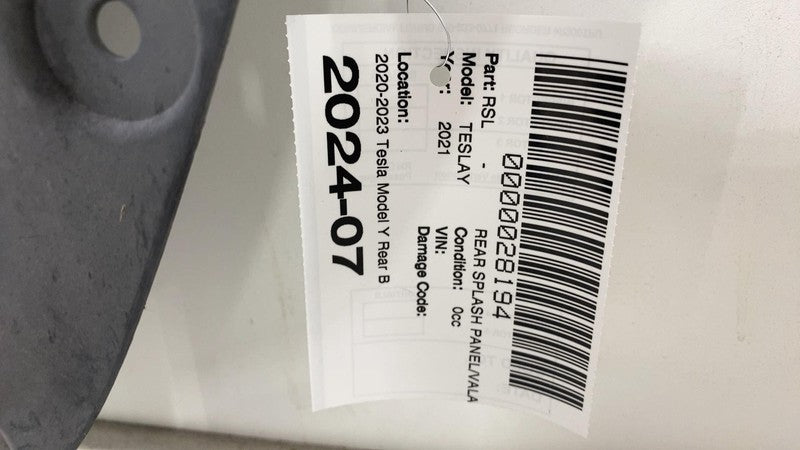 0000028194
Part: RSL - REAR SPLASH PANEL/VALA
Model: TESLAY Condition: 0cc
Year: 2021 VIN:
Damage Code:
Location:
2020-2023 Tesla Model Y Rear B
2024-07